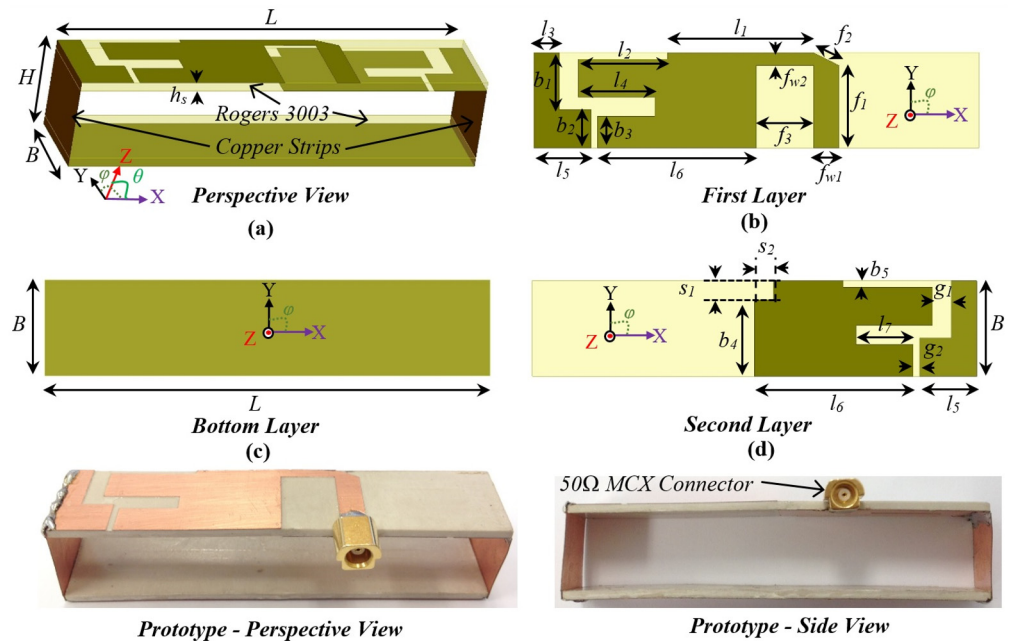 L
H
h_s
Rogers 3003
Copper Strips
B
Z
Y
φ
θ
X
Perspective View
(a)
l_1
f_2
l_3
l_2
b_1
l_4
f_w2
f_1
Y
φ
b_2
b_3
f_3
Z
X
l_5
l_6
f_w1
First Layer
(b)
B
Y
φ
Z
X
L
Bottom Layer
(c)
s_2
s_1
b_5
Y
φ
g_1
B
Z
X
b_4
l_7
g_2
l_6
l_5
Second Layer
(d)
50Ω MCX Connector
Prototype - Perspective View
Prototype - Side View